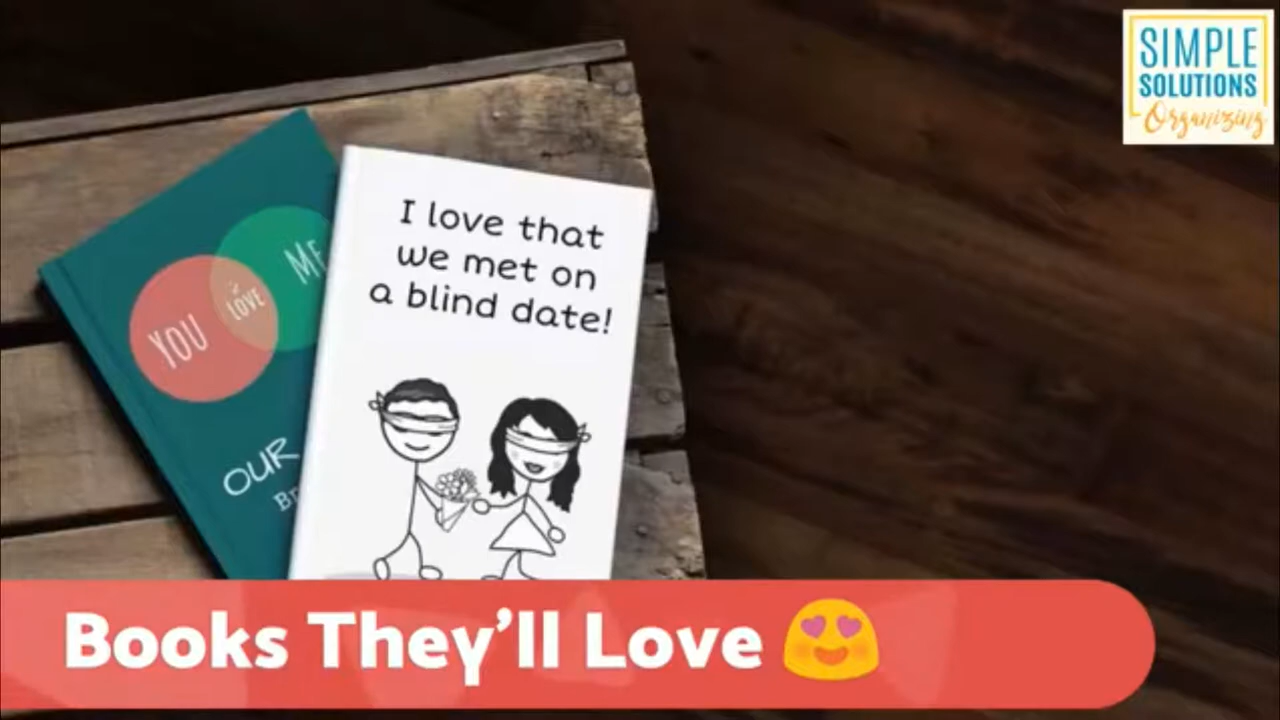 SIMPLE
SOLUTIONS
Organizing
I love that
we met on
a blind date!
YOU
LOVE
ME
OUR
Books They'll Love 😍